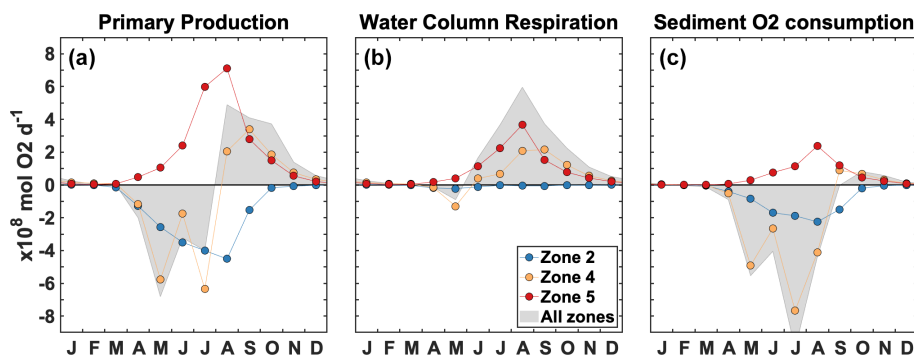 Primary Production
Water Column Respiration
Sediment O2 consumption
(a)
(b)
(c)
x10⁸ mol O2 d⁻¹
8
6
4
2
0
-2
-4
-6
-8
Zone 2
Zone 4
Zone 5
All zones
J F M A M J J A S O N D
J F M A M J J A S O N D
J F M A M J J A S O N D